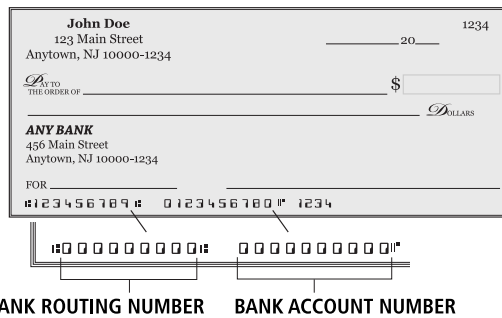 John Doe 1234
123 Main Street 20
Anytown, NJ 10000-1234
PAY TO
THE ORDER OF $
DOLLARS
ANY BANK
456 Main Street
Anytown, NJ 10000-1234
FOR
⑆123456789⑆ 0123456780⑈ 1234
⑆000000000⑆ 0000000000⑈
ANK ROUTING NUMBER BANK ACCOUNT NUMBER